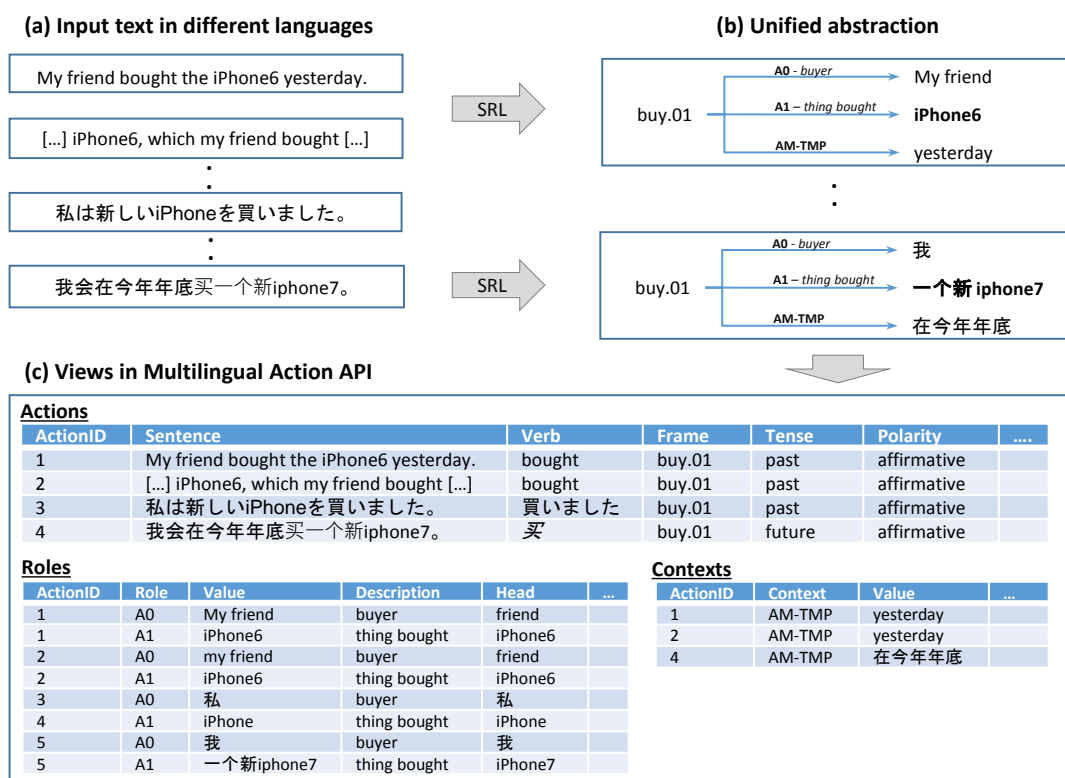 (a) Input text in different languages
(b) Unified abstraction
My friend bought the iPhone6 yesterday.
[…] iPhone6, which my friend bought […]
:
私は新しいiPhoneを買いました。
:
我会在今年年底买一个新iphone7。
SRL
SRL
buy.01
A0 - buyer
My friend
A1 – thing bought
iPhone6
AM-TMP
yesterday
:
buy.01
A0 - buyer
我
A1 – thing bought
一个新 iphone7
AM-TMP
在今年年底
(c) Views in Multilingual Action API
Actions
ActionID Sentence Verb Frame Tense Polarity ….
1 My friend bought the iPhone6 yesterday. bought buy.01 past affirmative
2 […] iPhone6, which my friend bought […] bought buy.01 past affirmative
3 私は新しいiPhoneを買いました。 買いました buy.01 past affirmative
4 我会在今年年底买一个新iphone7。 买 buy.01 future affirmative
Roles
ActionID Role Value Description Head …
1 A0 My friend buyer friend
1 A1 iPhone6 thing bought iPhone6
2 A0 my friend buyer friend
2 A1 iPhone6 thing bought iPhone6
3 A0 私 buyer 私
4 A1 iPhone thing bought iPhone
5 A0 我 buyer 我
5 A1 一个新iphone7 thing bought iPhone7
Contexts
ActionID Context Value …
1 AM-TMP yesterday
2 AM-TMP yesterday
4 AM-TMP 在今年年底